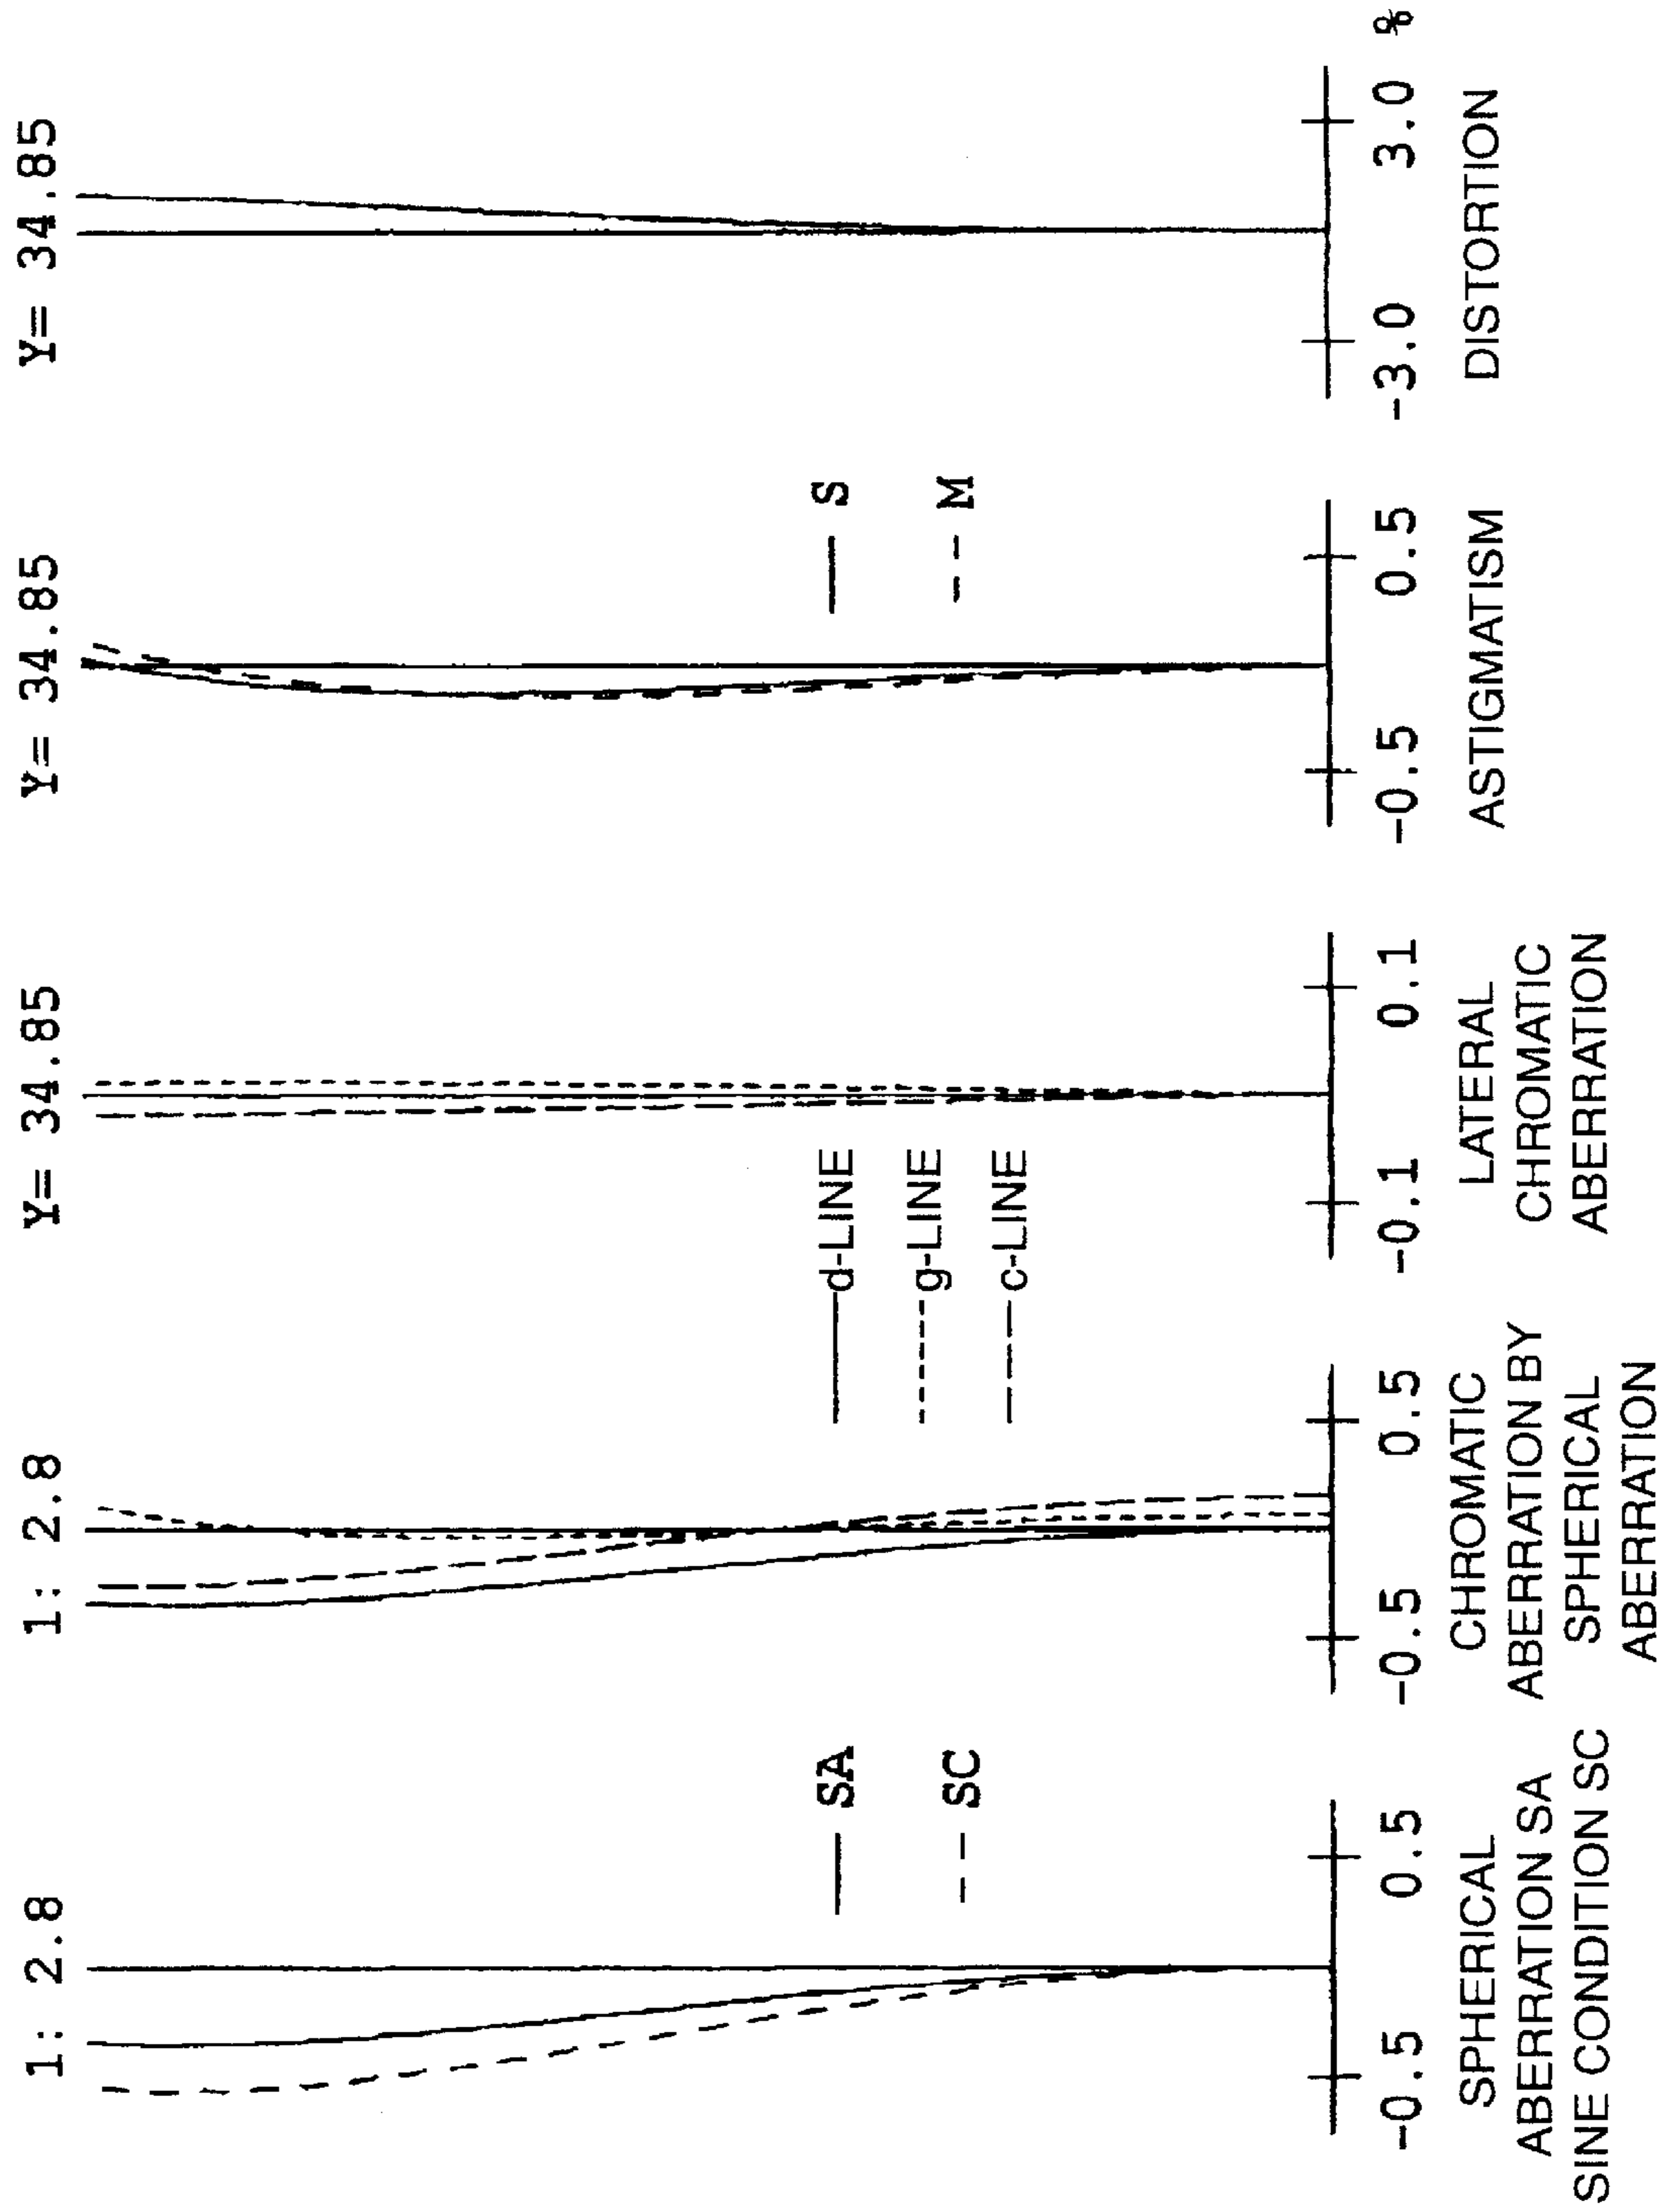 1: 2.8
SA
SC
-0.5
0.5
SPHERICAL
ABERRATION SA
SINE CONDITION SC
1: 2.8
d-LINE
g-LINE
c-LINE
-0.5
0.5
CHROMATIC
ABERRATION BY
SPHERICAL
ABERRATION
Y= 34.85
-0.1
0.1
LATERAL
CHROMATIC
ABERRATION
Y= 34.85
S
M
-0.5
0.5
ASTIGMATISM
Y= 34.85
-3.0
3.0 %
DISTORTION